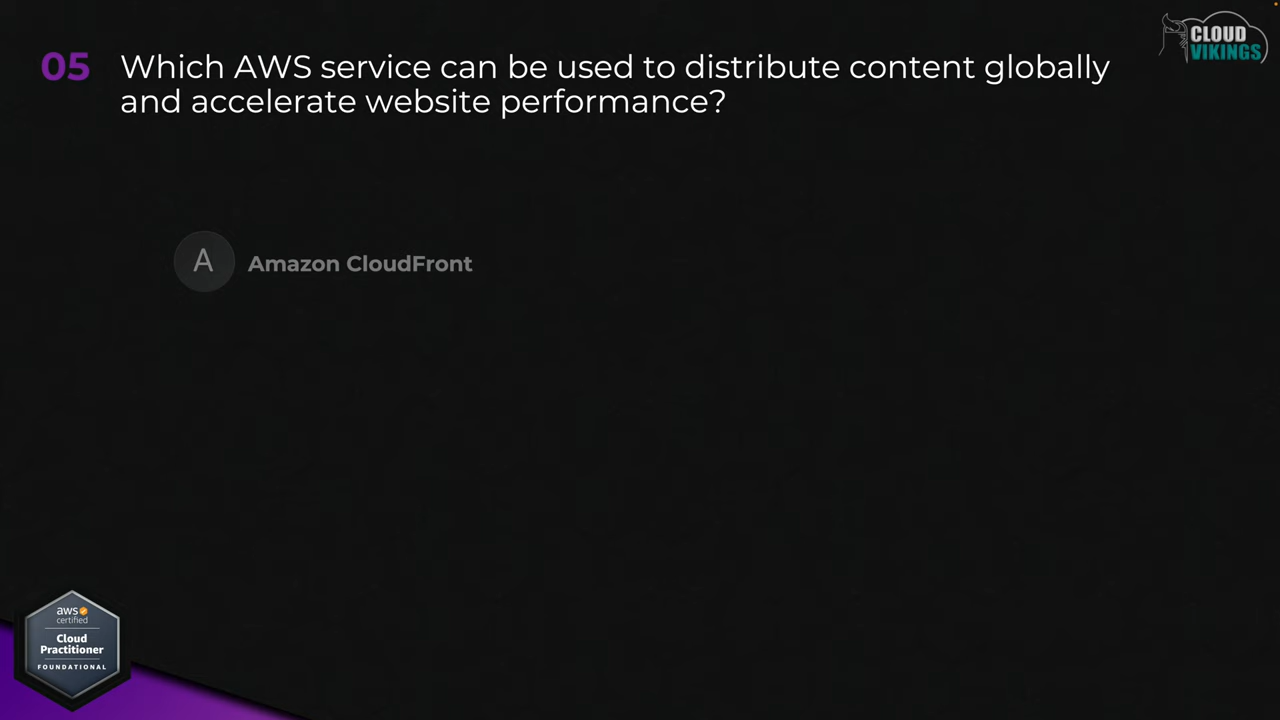 CLOUD
VIKINGS
05
Which AWS service can be used to distribute content globally
and accelerate website performance?
A
Amazon CloudFront
aws
certified
Cloud
Practitioner
FOUNDATIONAL